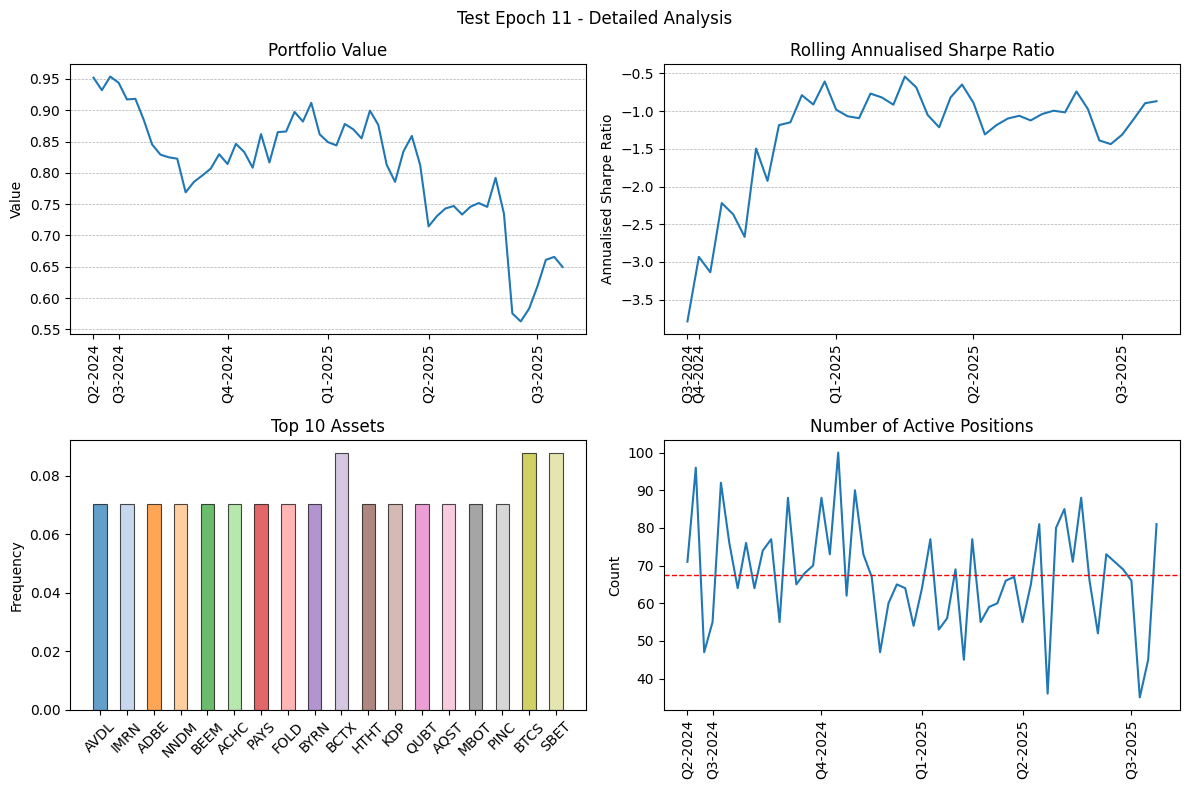 Test Epoch 11 - Detailed Analysis
Portfolio Value
Value
0.95
0.90
0.85
0.80
0.75
0.70
0.65
0.60
0.55
Q2-2024
Q3-2024
Q4-2024
Q1-2025
Q2-2025
Q3-2025
Rolling Annualised Sharpe Ratio
Annualised Sharpe Ratio
−0.5
−1.0
−1.5
−2.0
−2.5
−3.0
−3.5
Q3-2024
Q4-2024
Q1-2025
Q2-2025
Q3-2025
Top 10 Assets
Frequency
0.08
0.06
0.04
0.02
0.00
AVDL
IMRN
ADBE
NNDM
BEEM
ACHC
PAYS
FOLD
BYRN
BCTX
HTHT
KDP
QUBT
AQST
MBOT
PINC
BTCS
SBET
Number of Active Positions
Count
100
90
80
70
60
50
40
Q2-2024
Q3-2024
Q4-2024
Q1-2025
Q2-2025
Q3-2025